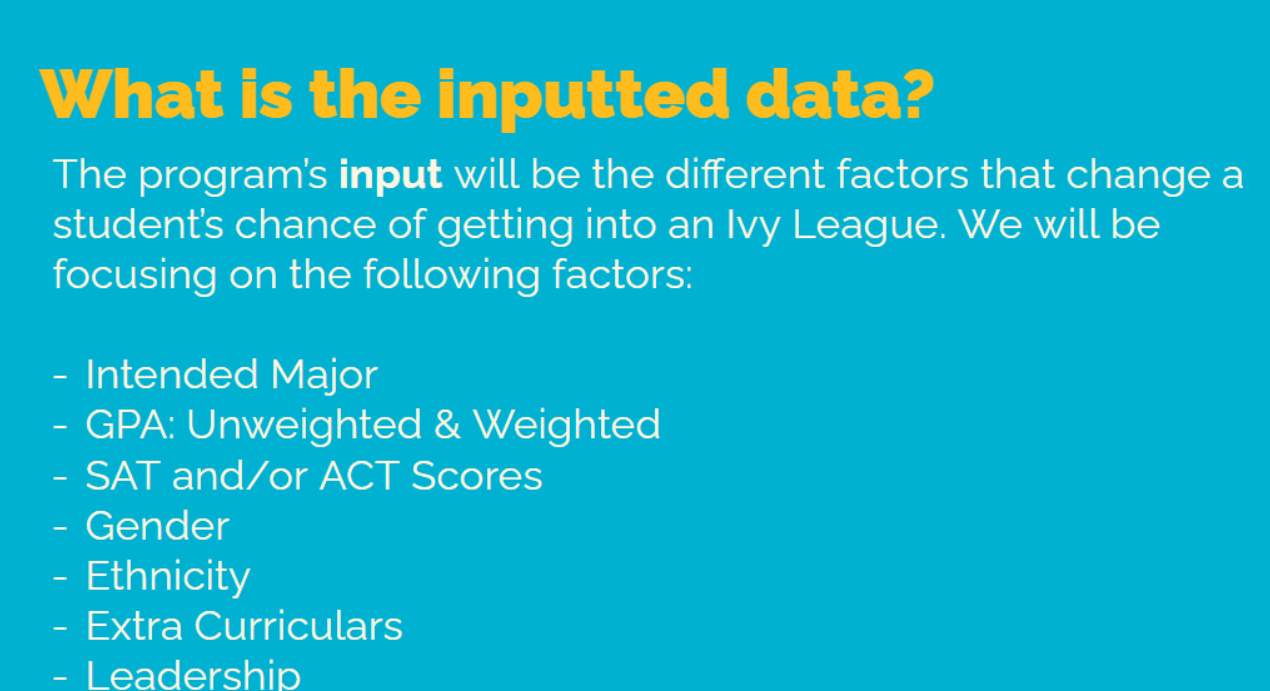 What is the inputted data?
The program's input will be the different factors that change a
student's chance of getting into an Ivy League. We will be
focusing on the following factors:
- Intended Major
- GPA: Unweighted & Weighted
- SAT and/or ACT Scores
- Gender
- Ethnicity
- Extra Curriculars
- Leadership